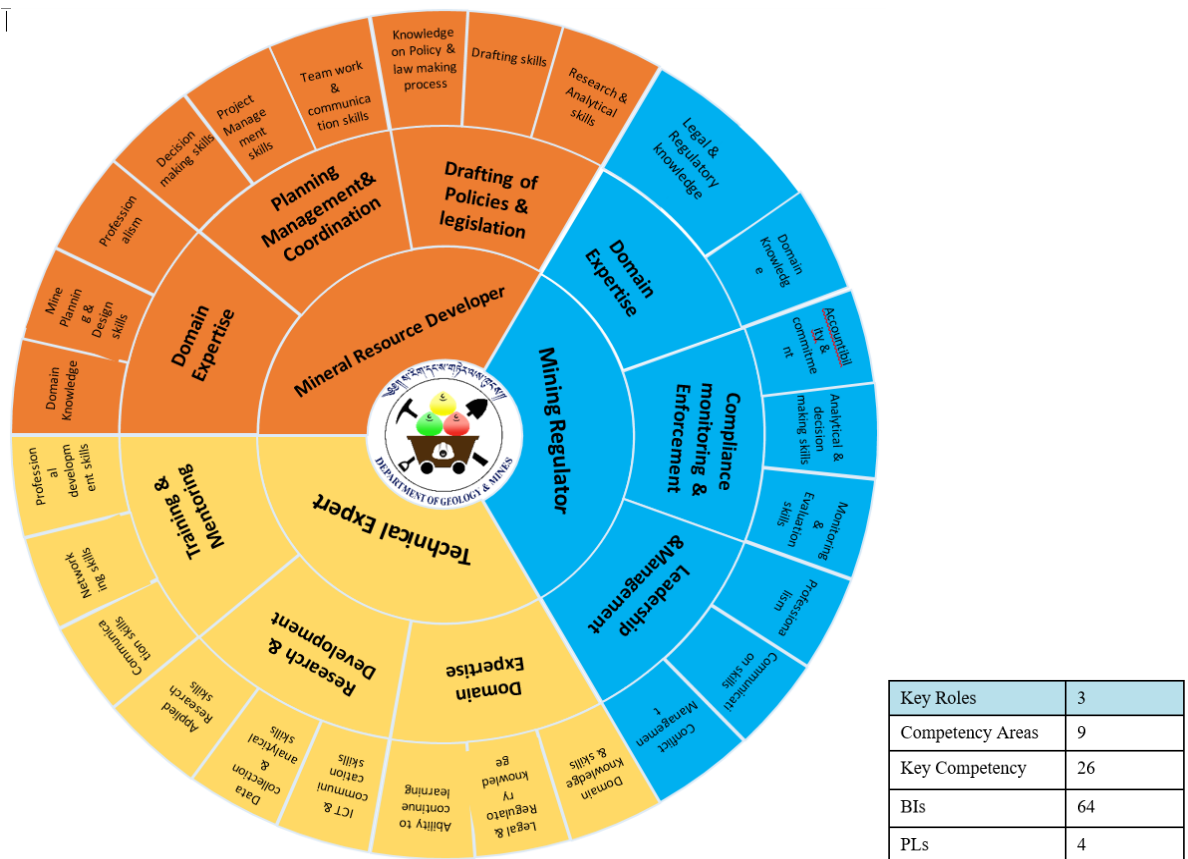 Knowledge
on Policy &
law making
process
Drafting skills
Research &
Analytical
skills
Team work
&
communica
tion skills
Project
Manage
ment
skills
Decision
making skills
Profession
alism
Mine
Plannin
g &
Design
skills
Domain
Knowledge
Drafting of
Policies &
legislation
Planning
Management&
Coordination
Domain
Expertise
Mineral Resource Developer
Legal &
Regulatory
knowledge
Domain
Knowledg
e
Accountibil
ity &
commitme
nt
Analytical &
decision
making skills
Monitoring
&
Evaluation
skills
Professiona
lism
Communicati
on skills
Conflict
Managemen
t
Domain
Expertise
Compliance
monitoring &
Enforcement
Leadership
&Management
Mining Regulator
DEPARTMENT OF GEOLOGY & MINES
Technical Expert
Training &
Mentoring
Research &
Development
Domain
Expertise
Profession
al
developm
ent skills
Network
ing skills
Communica
tion skills
Applied
Research
skills
Data
collection
&
analytical
skills
ICT &
communi
cation
skills
Ability to
continue
learning
Legal &
Regulato
ry
knowled
ge
Domain
Knowledge
& skills
Key Roles 3
Competency Areas 9
Key Competency 26
BIs 64
PLs 4